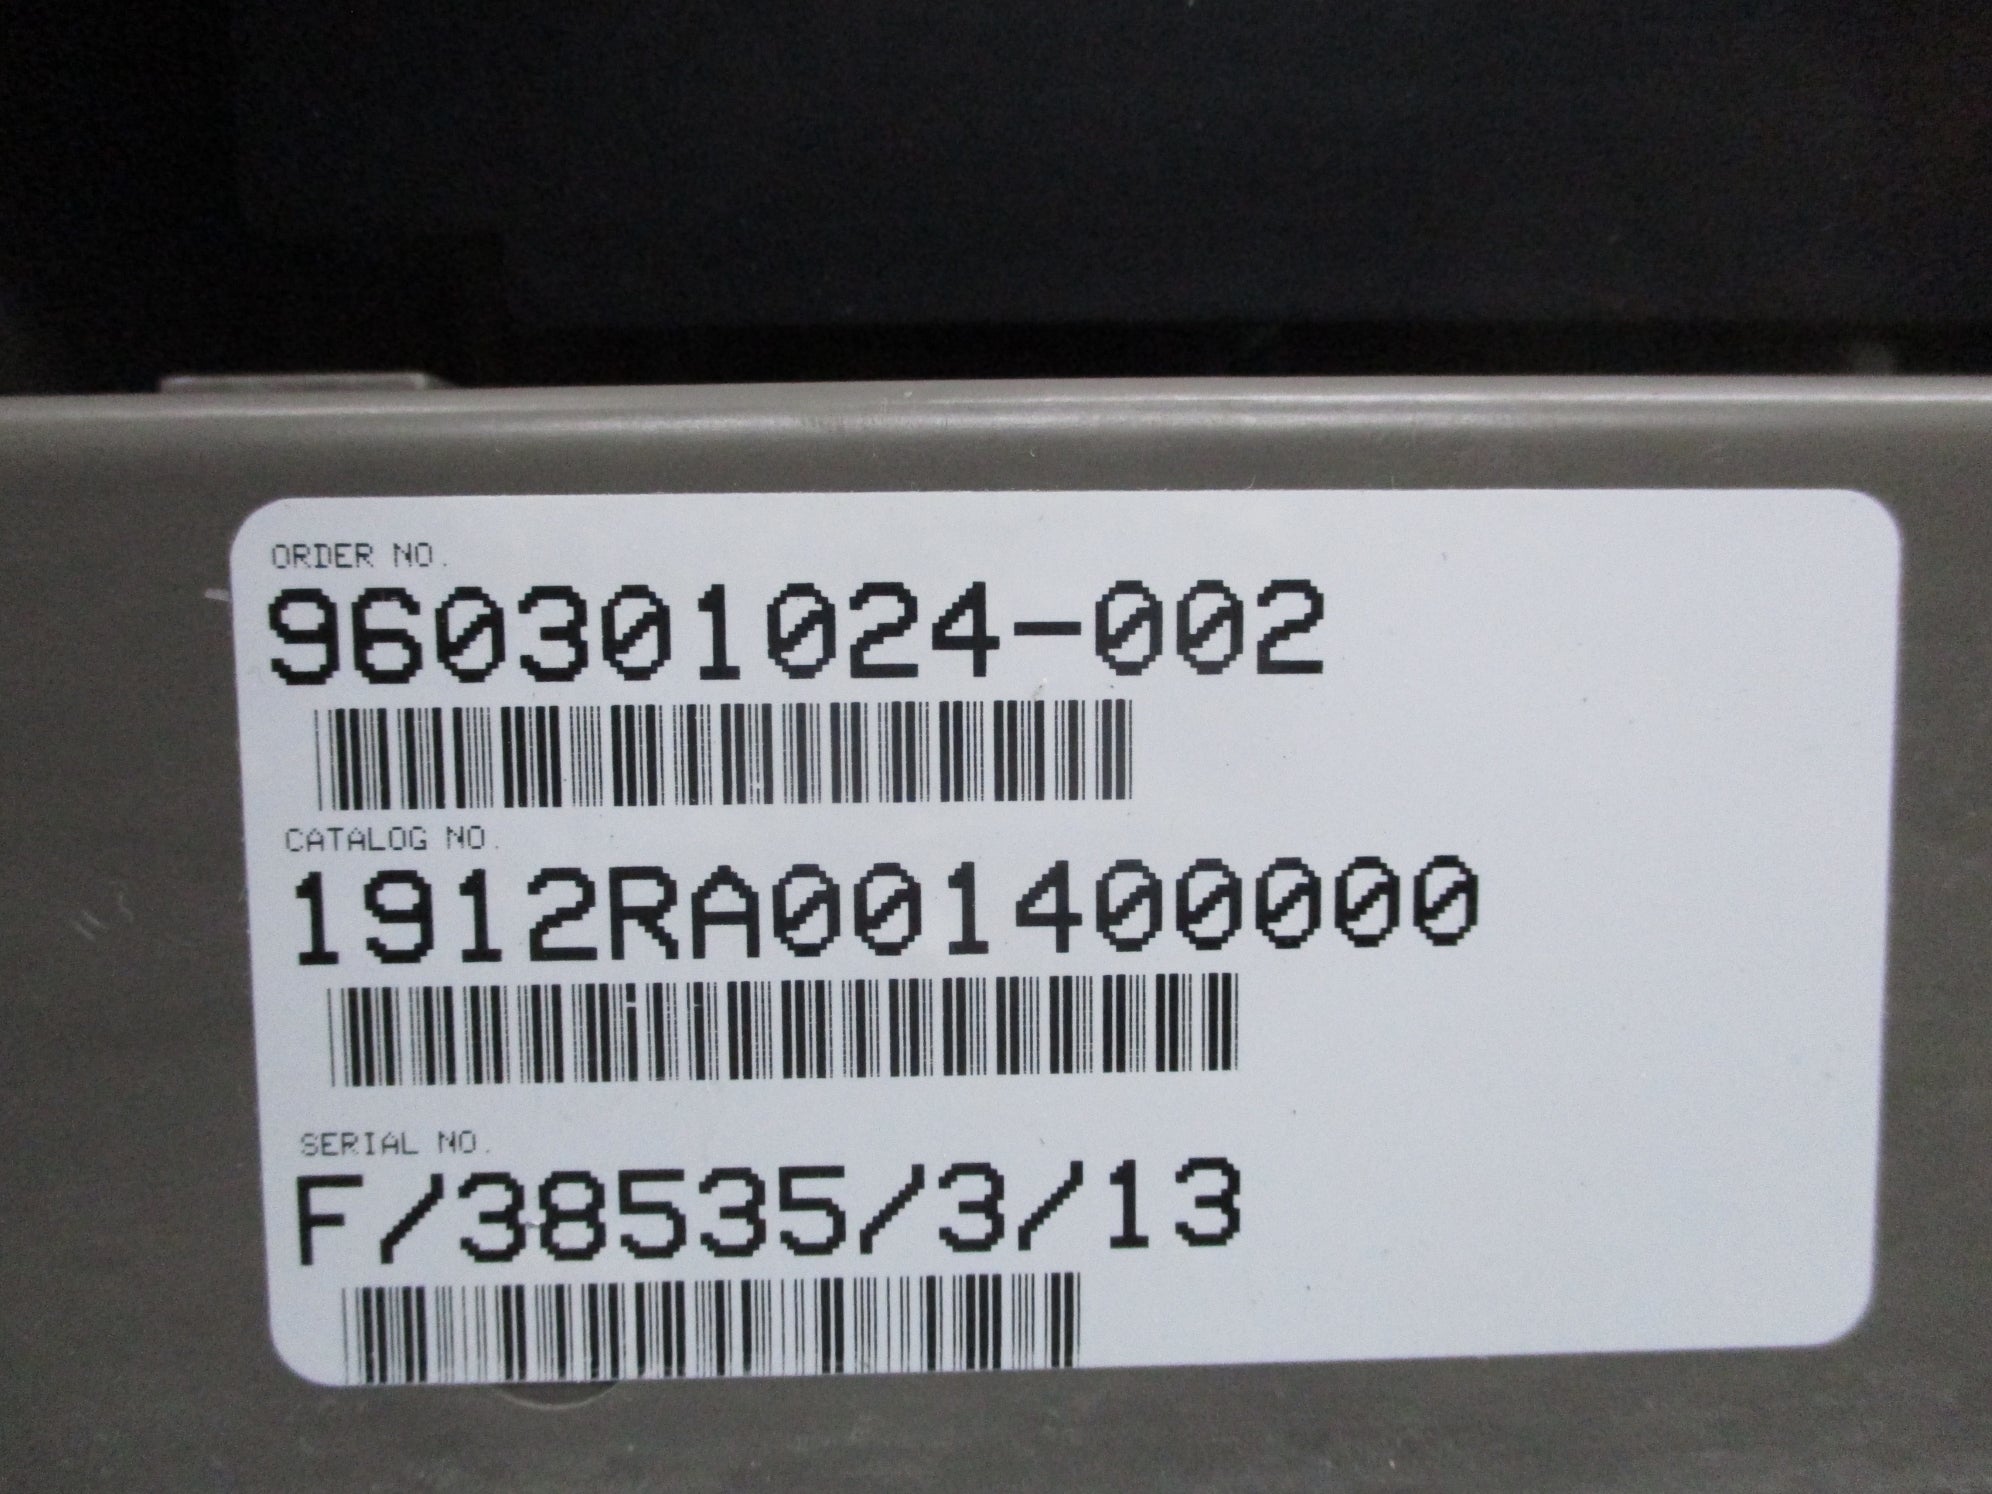 ORDER NO.
960301024-002
CATALOG NO.
1912RA001400000
SERIAL NO.
F/38535/3/13